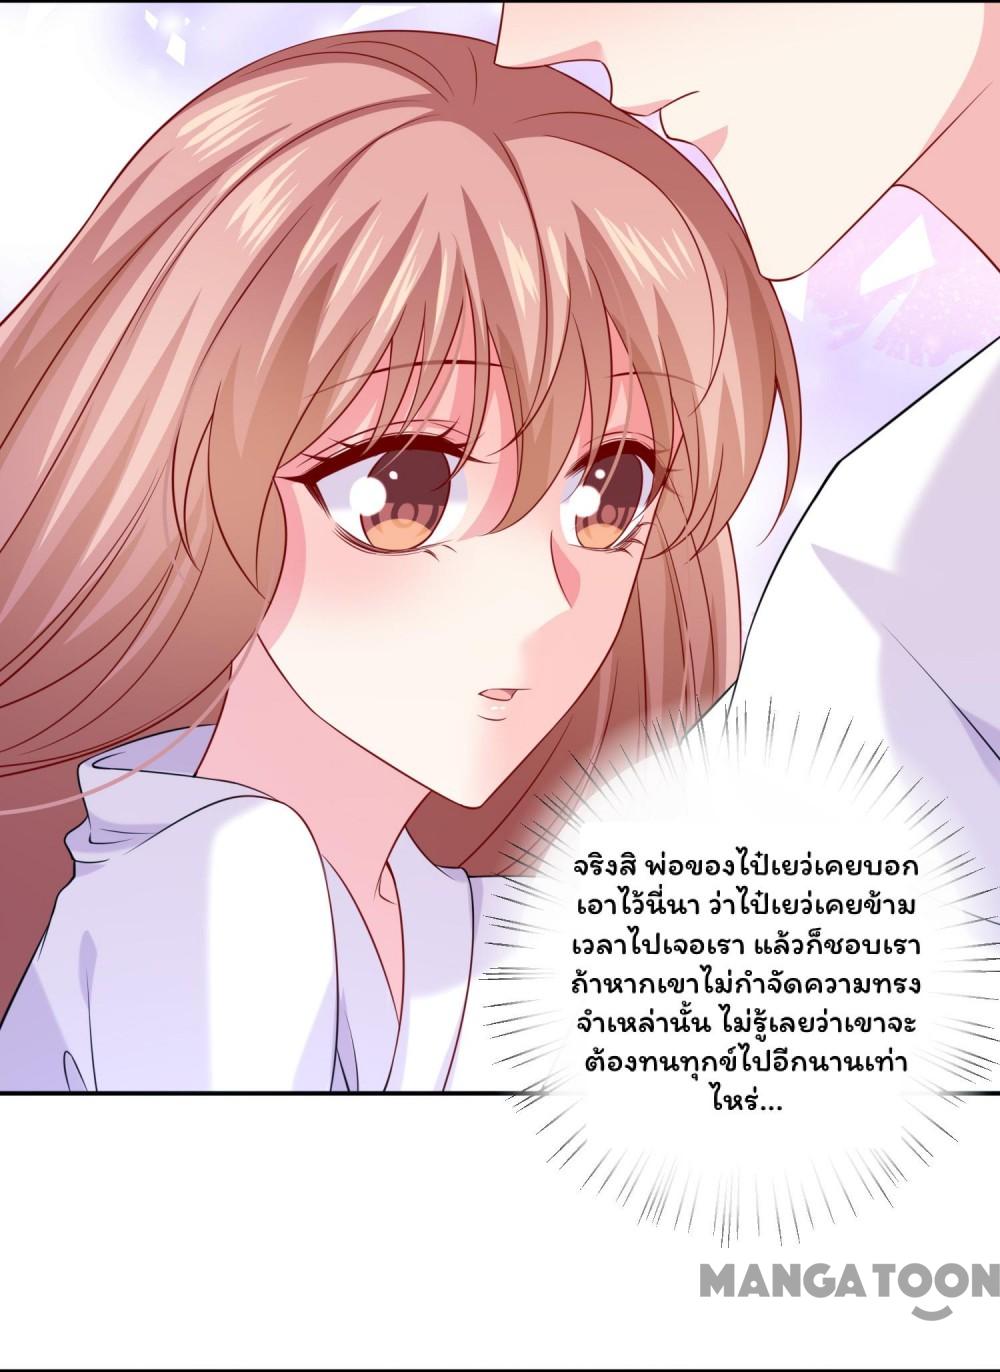 จริงสิ พ่อของไป๋เยว่เคยบอก
เอาไว้นี่นา ว่าไป๋เยว่เคยข้าม
เวลาไปเจอเรา แล้วก็ชอบเรา
ถ้าหากเขาไม่กำจัดความทรง
จำเหล่านั้น ไม่รู้เลยว่าเขาจะ
ต้องทนทุกข์ไปอีกนานเท่า
ไหร่...
MANGATOON